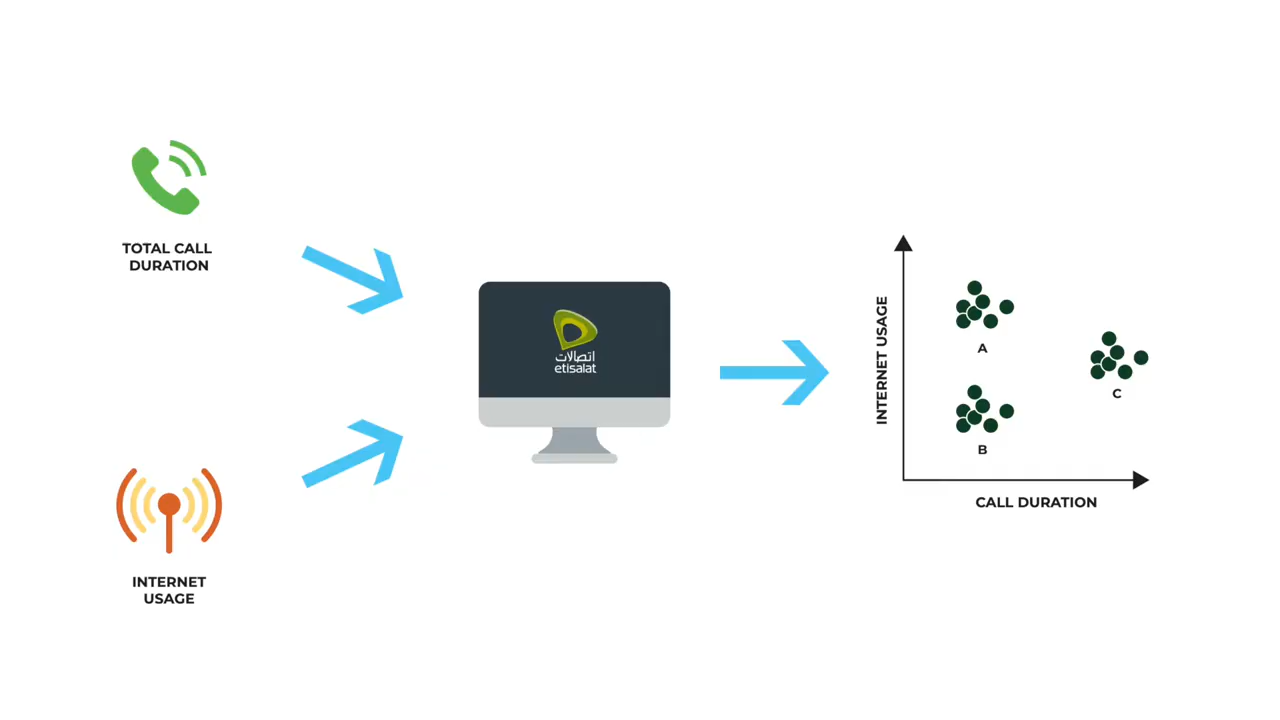 TOTAL CALL
DURATION
INTERNET
USAGE
اتصالات
etisalat
INTERNET USAGE
A
B
C
CALL DURATION